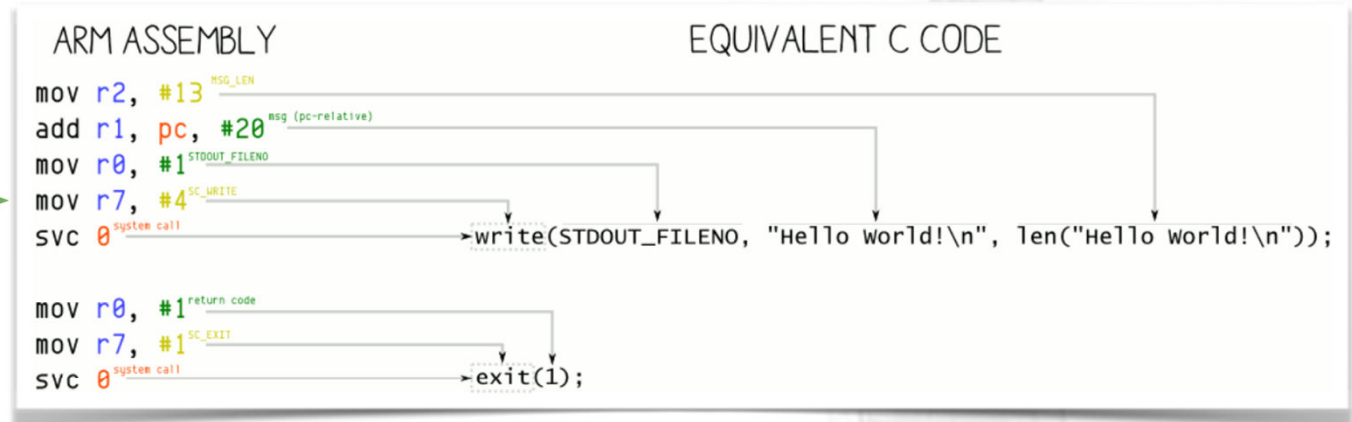 ARM ASSEMBLY EQUIVALENT C CODE
mov r2, #13 MSG_LEN
add r1, pc, #20 msg (pc-relative)
mov r0, #1 STDOUT_FILENO
mov r7, #4 SC_WRITE
svc 0 system call write(STDOUT_FILENO, "Hello World!\n", len("Hello World!\n"));
mov r0, #1 return code
mov r7, #1 SC_EXIT
svc 0 system call exit(1);